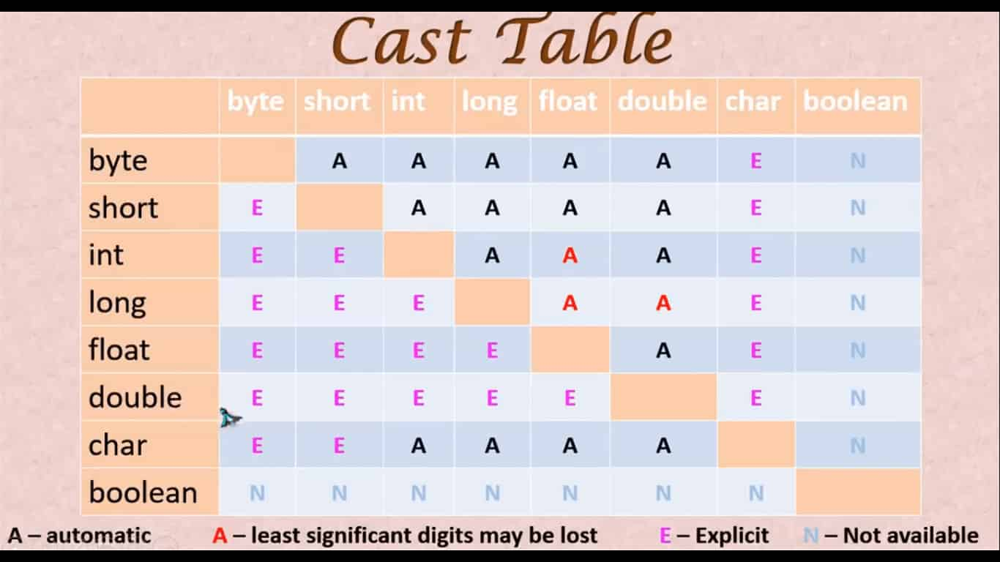 Cast Table
byte short int long float double char boolean
byte A A A A A E N
short E A A A A E N
int E E A A A E N
long E E E A A E N
float E E E E A E N
double E E E E E E N
char E E A A A A N
boolean N N N N N N N
A – automatic A – least significant digits may be lost E – Explicit N – Not available